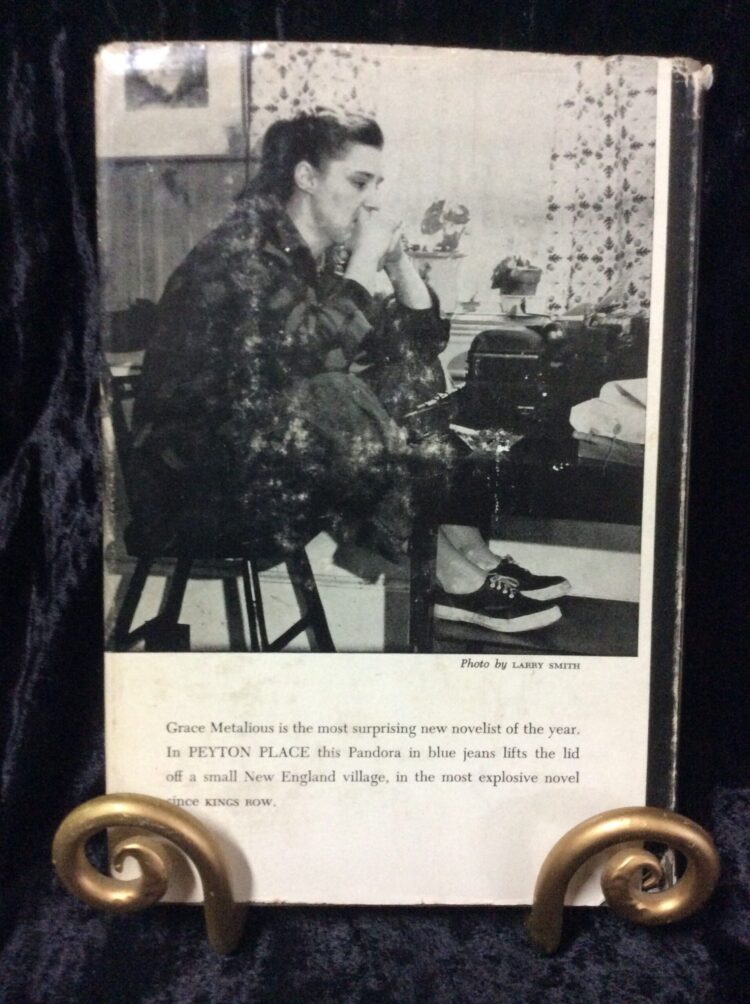 Photo by LARRY SMITH
Grace Metalious is the most surprising new novelist of the year.
In PEYTON PLACE this Pandora in blue jeans lifts the lid
off a small New England village, in the most explosive novel
since KINGS ROW.